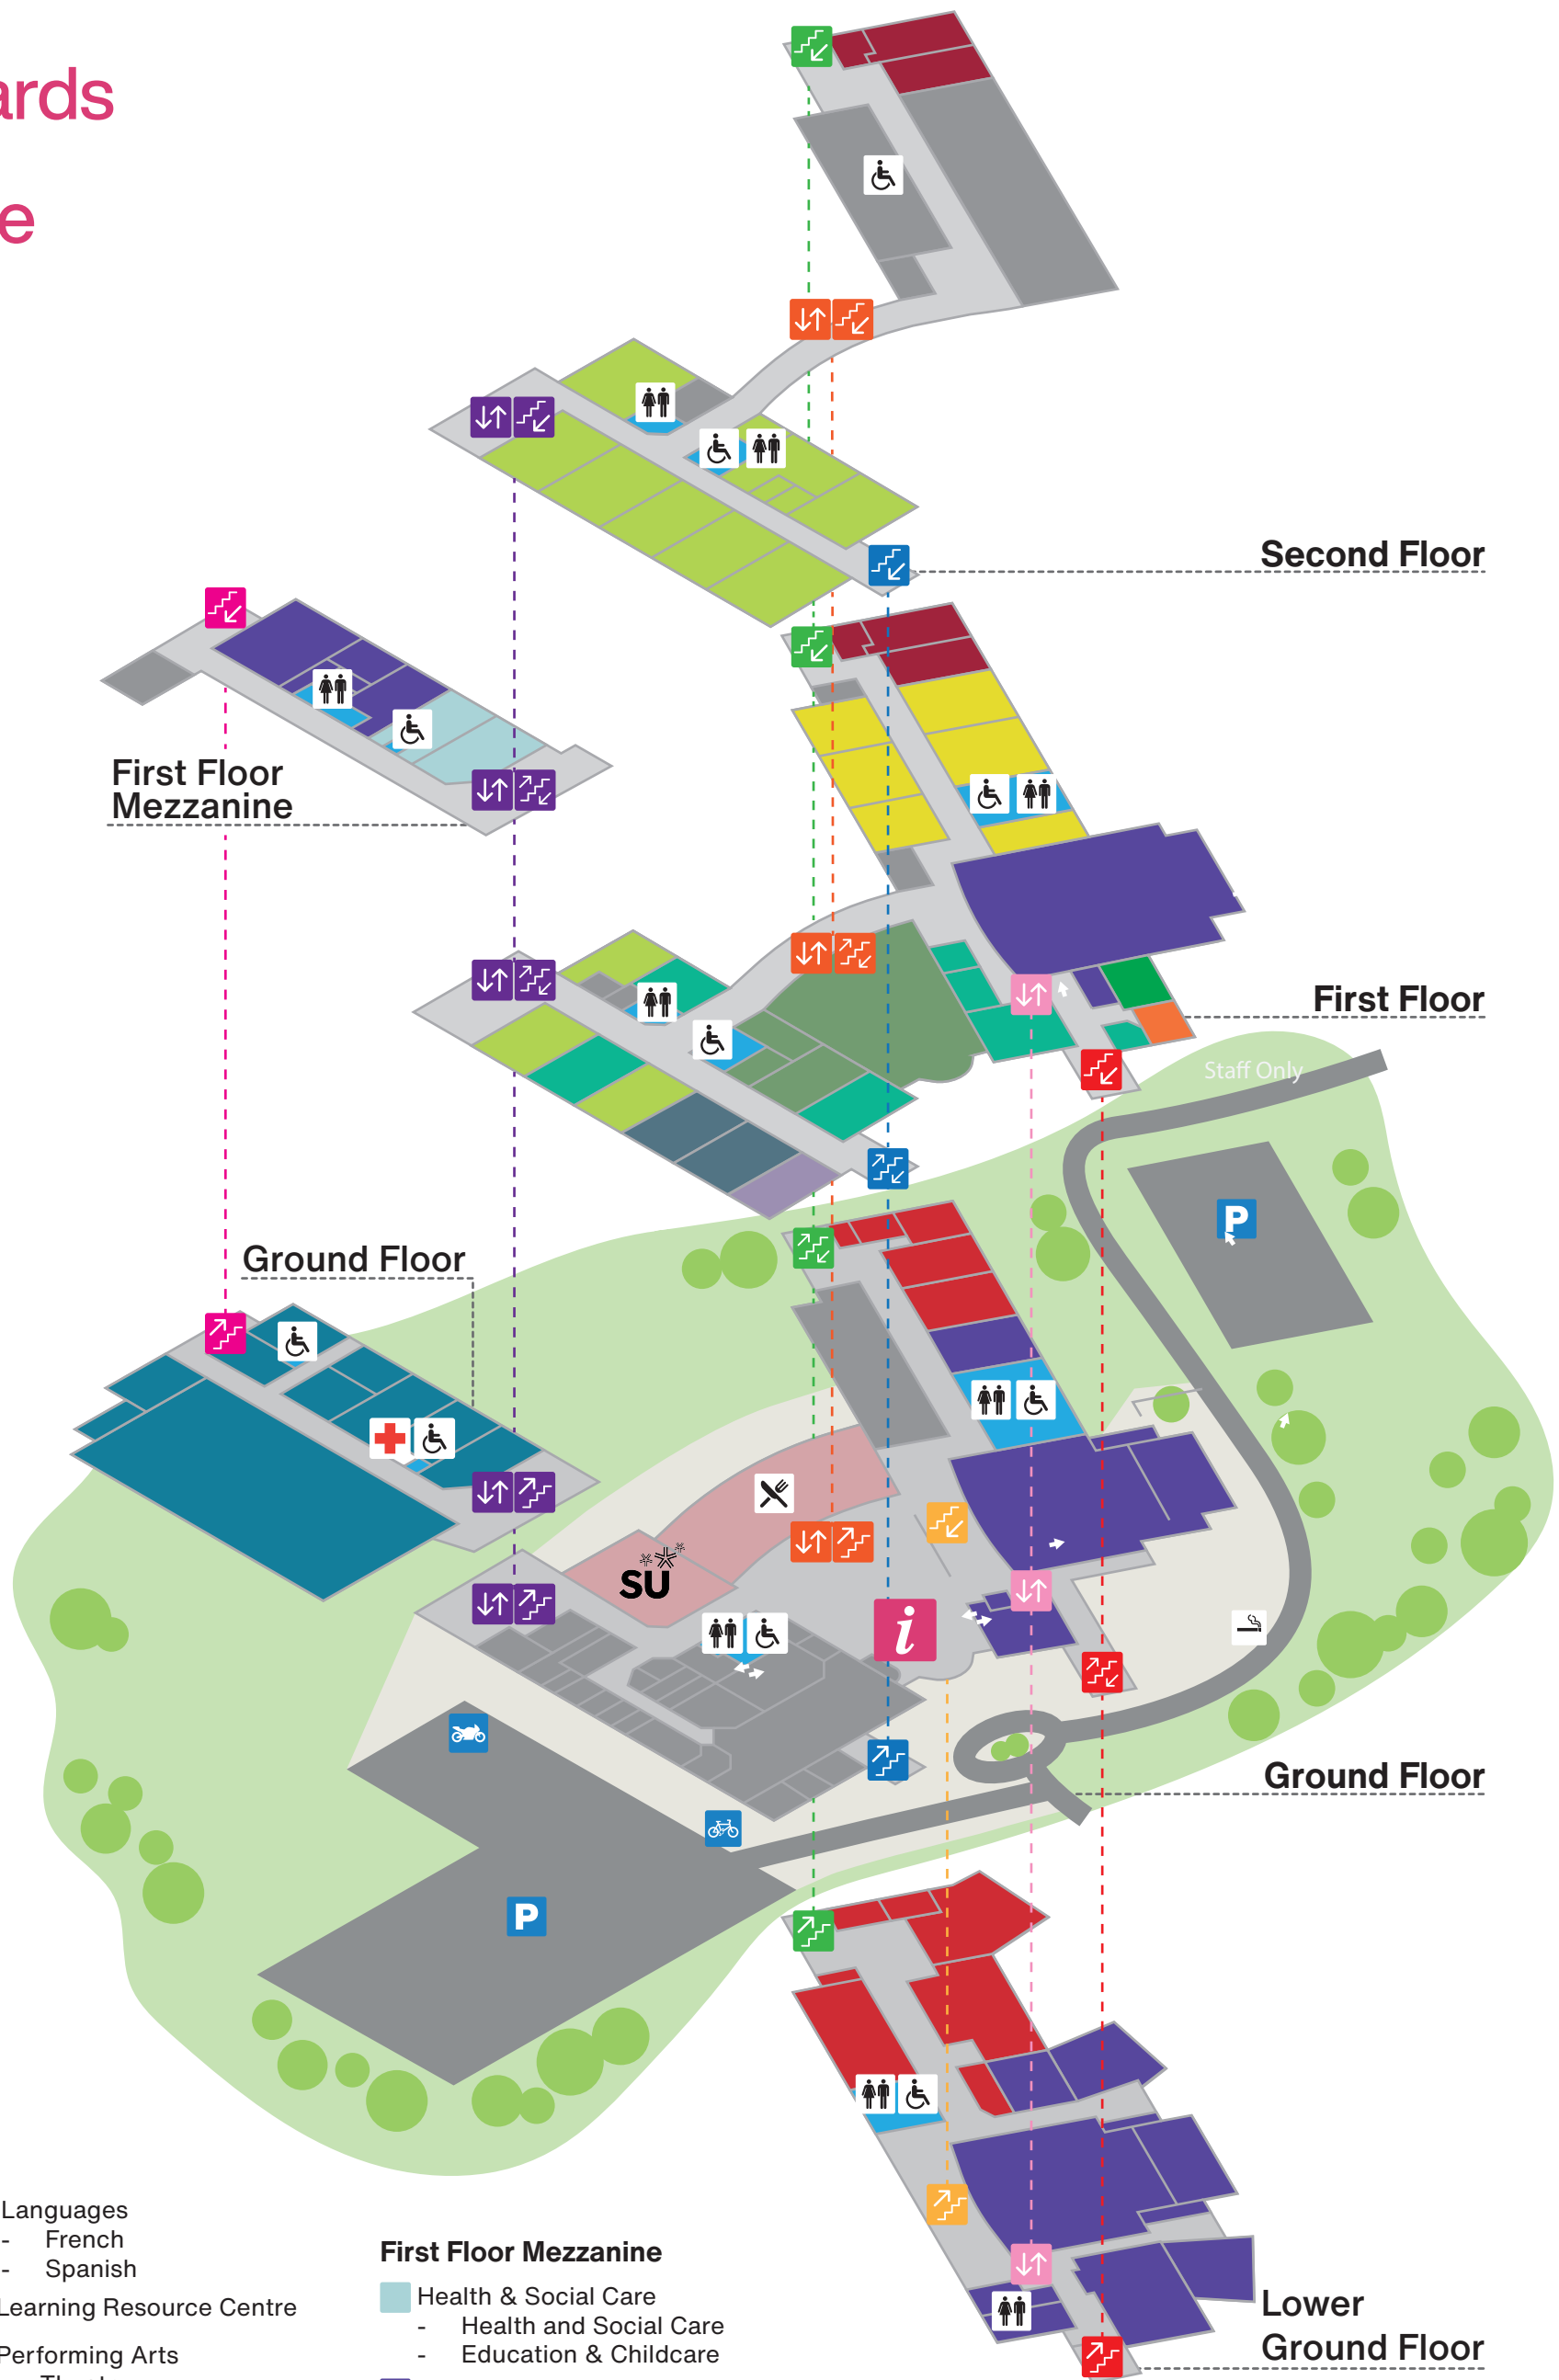 ards
e
Second Floor
First Floor
Mezzanine
First Floor
Staff Only
P
Ground Floor
SU
i
Ground Floor
P
Languages
- French
- Spanish
Learning Resource Centre
Performing Arts
First Floor Mezzanine
Health & Social Care
- Health and Social Care
- Education & Childcare
Lower
Ground Floor